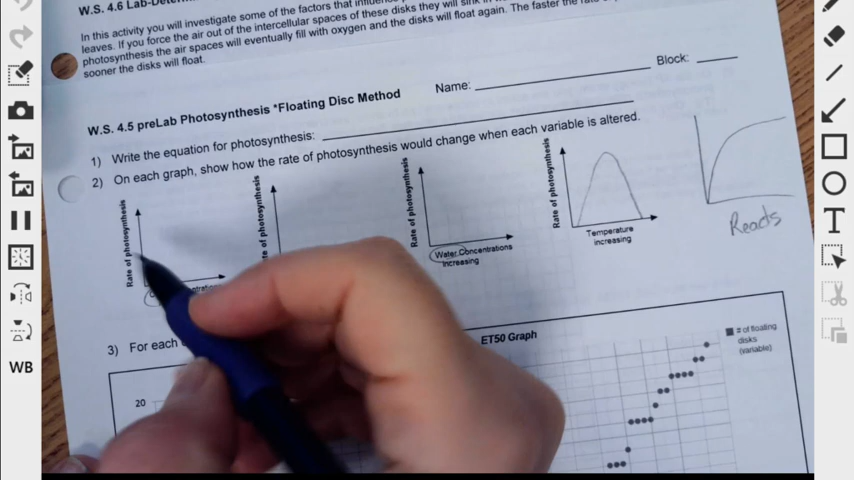 W.S. 4.6
In this activity you will investigate some of the factors that
leaves. If you force the air out of the intercellular spaces of these disks they will sink in
photosynthesis the air spaces will eventually fill with oxygen and the disks will float again. The faster the
sooner the disks will float.
W.S. 4.5 preLab Photosynthesis *Floating Disc Method
Name:
Block:
1) Write the equation for photosynthesis:
2) On each graph, show how the rate of photosynthesis would change when each variable is altered.
Rate of photosynthesis
of photosynthesis
Rate of photosynthesis
Water Concentrations
increasing
Rate of photosynthesis
Temperature
increasing
3) For each
ET50 Graph
# of floating
disks
(variable)
20
T
WB